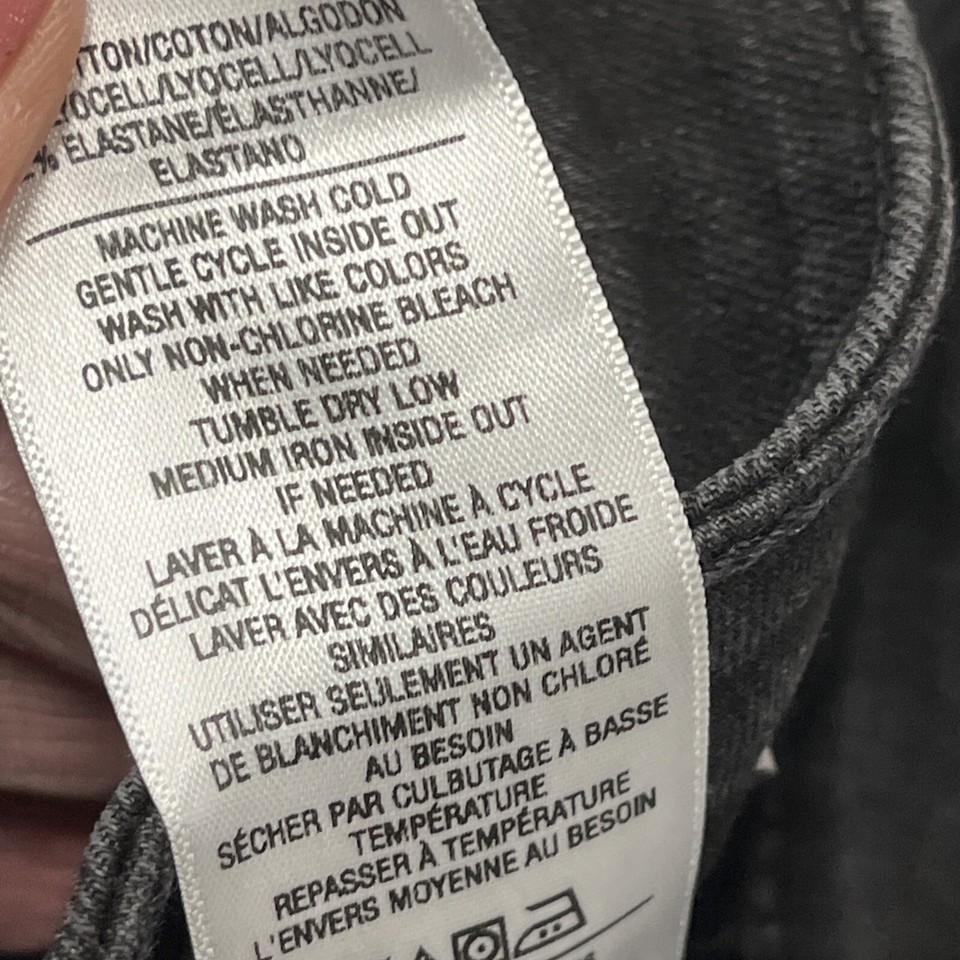 TTON/COTON/ALGODÓN
YOCELL/LYOCELL/LYOCELL
% ELASTANE/ÉLASTHANNE/
ELASTANO
MACHINE WASH COLD
GENTLE CYCLE INSIDE OUT
WASH WITH LIKE COLORS
ONLY NON-CHLORINE BLEACH
WHEN NEEDED
TUMBLE DRY LOW
MEDIUM IRON INSIDE OUT
IF NEEDED
LAVER À LA MACHINE À CYCLE
DÉLICAT L'ENVERS À L'EAU FROIDE
LAVER AVEC DES COULEURS
SIMILAIRES
UTILISER SEULEMENT UN AGENT
DE BLANCHIMENT NON CHLORÉ
AU BESOIN
SÉCHER PAR CULBUTAGE À BASSE
TEMPÉRATURE
REPASSER À TEMPÉRATURE
L'ENVERS MOYENNE AU BESOIN